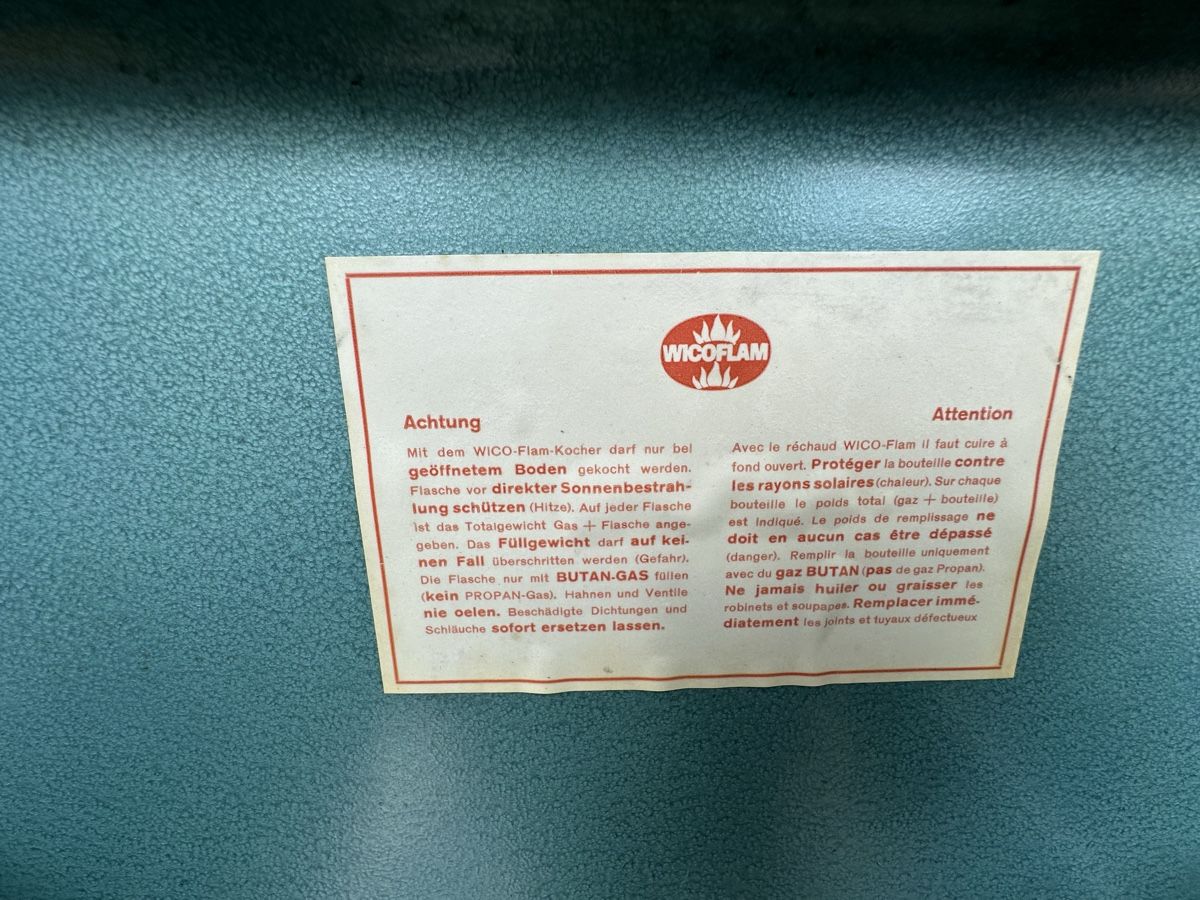 WICOFLAM
Achtung
Mit dem WICO-Flam-Kocher darf nur bei
geöffnetem Boden gekocht werden.
Flasche vor direkter Sonnenbestrah-
lung schützen (Hitze). Auf jeder Flasche
ist das Totalgewicht Gas + Flasche ange-
geben. Das Füllgewicht darf auf kei-
nen Fall überschritten werden (Gefahr).
Die Flasche nur mit BUTAN-GAS füllen
(kein PROPAN-Gas). Hahnen und Ventile
nie oelen. Beschädigte Dichtungen und
Schläuche sofort ersetzen lassen.
Attention
Avec le réchaud WICO-Flam il faut cuire à
fond ouvert. Protéger la bouteille contre
les rayons solaires (chaleur). Sur chaque
bouteille le poids total (gaz + bouteille)
est indiqué. Le poids de remplissage ne
doit en aucun cas être dépassé
(danger). Remplir la bouteille uniquement
avec du gaz BUTAN (pas de gaz Propan).
Ne jamais huiler ou graisser les
robinets et soupapes. Remplacer immé-
diatement les joints et tuyaux défectueux